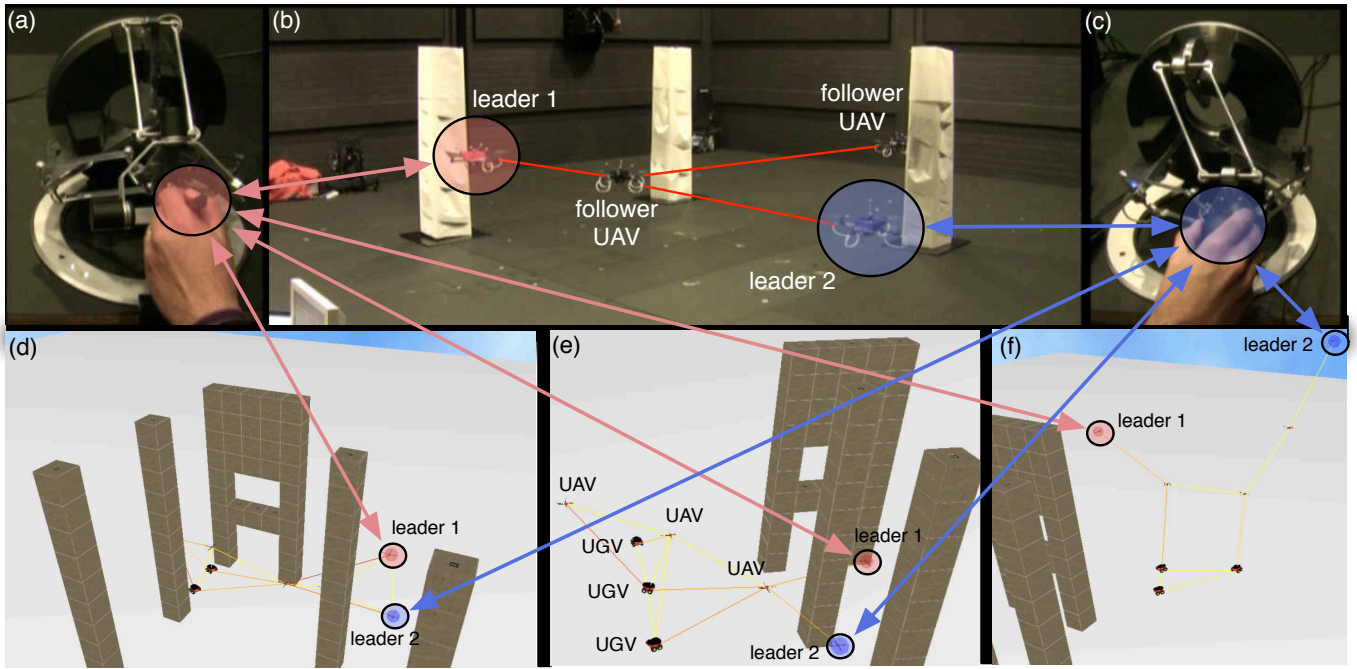 (a)
(b)
(c)
leader 1
follower
UAV
follower
UAV
leader 2
(d)
leader 1
leader 2
(e)
UAV
UAV
UGV
UAV
UGV
UGV
leader 1
leader 2
(f)
leader 2
leader 1